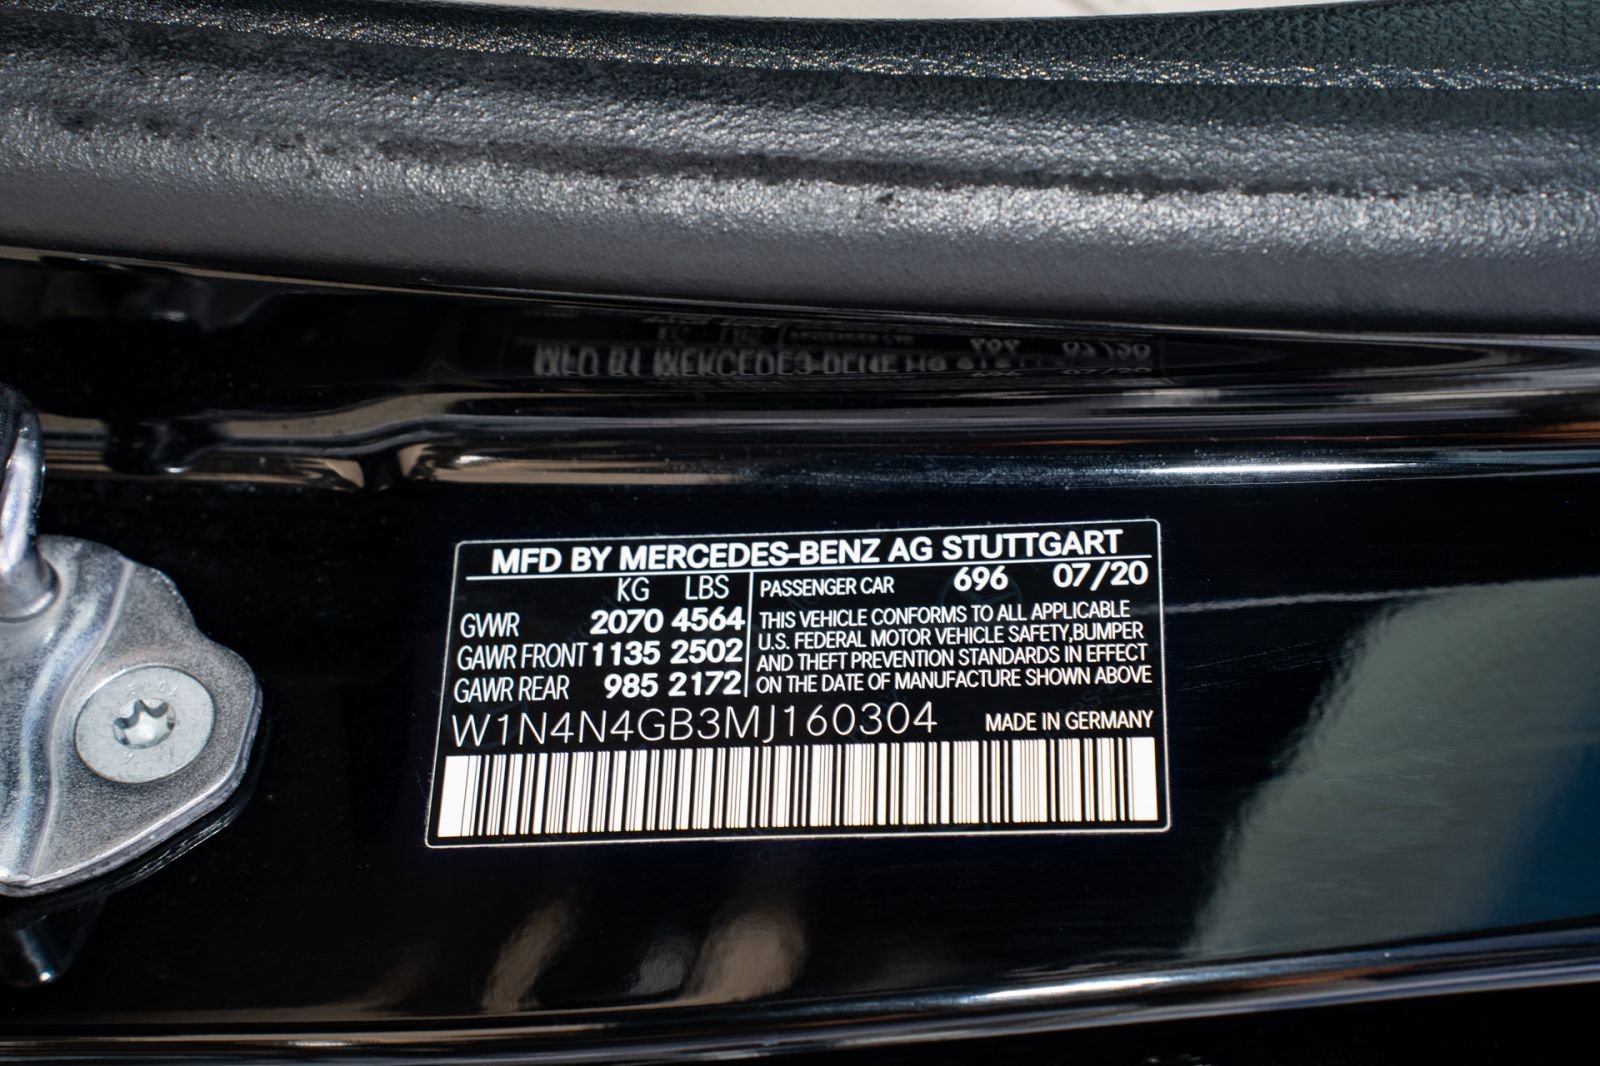 MFD BY MERCEDES-BENZ AG STUTTGART
KG LBS
GVWR 2070 4564
GAWR FRONT 1135 2502
GAWR REAR 985 2172
PASSENGER CAR 696 07/20
THIS VEHICLE CONFORMS TO ALL APPLICABLE
U.S. FEDERAL MOTOR VEHICLE SAFETY,BUMPER
AND THEFT PREVENTION STANDARDS IN EFFECT
ON THE DATE OF MANUFACTURE SHOWN ABOVE
W1N4N4GB3MJ160304 MADE IN GERMANY